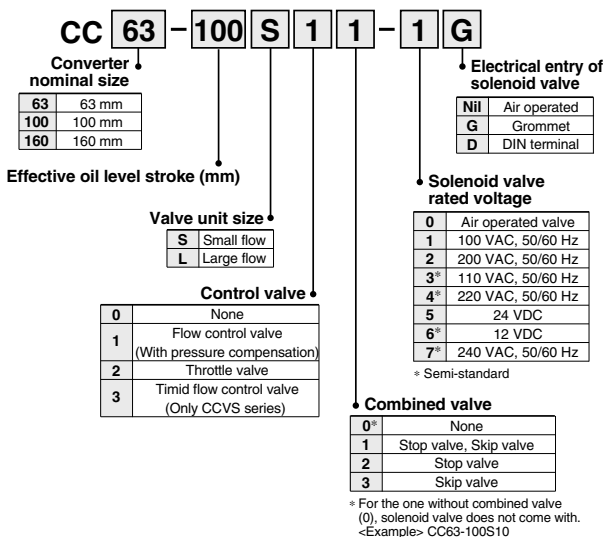 CC 63 – 100 S 1 1 – 1 G
Converter
nominal size
63 63 mm
100 100 mm
160 160 mm
Effective oil level stroke (mm)
Valve unit size
S Small flow
L Large flow
Control valve
0 None
1 Flow control valve
(With pressure compensation)
2 Throttle valve
3 Timid flow control valve
(Only CCVS series)
Electrical entry of
solenoid valve
Nil Air operated
G Grommet
D DIN terminal
Solenoid valve
rated voltage
0 Air operated valve
1 100 VAC, 50/60 Hz
2 200 VAC, 50/60 Hz
3* 110 VAC, 50/60 Hz
4* 220 VAC, 50/60 Hz
5 24 VDC
6* 12 VDC
7* 240 VAC, 50/60 Hz
* Semi-standard
Combined valve
0* None
1 Stop valve, Skip valve
2 Stop valve
3 Skip valve
* For the one without combined valve
(0), solenoid valve does not come with.
<Example> CC63-100S10